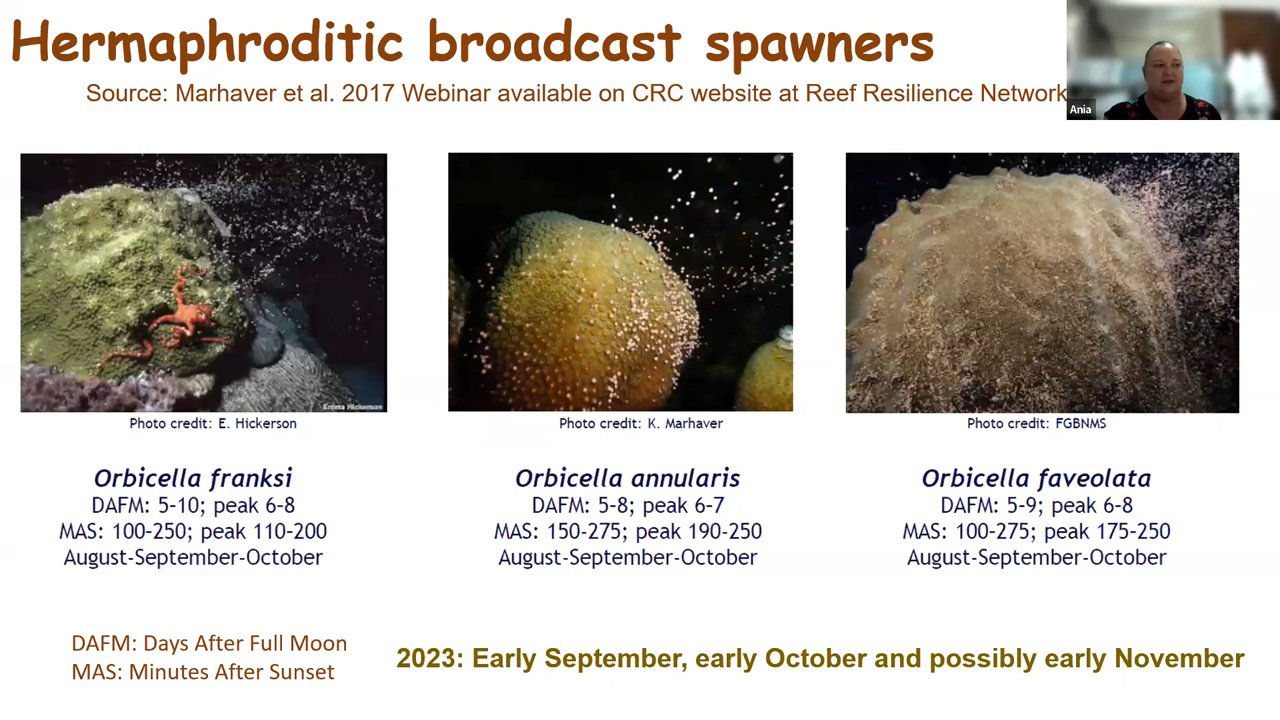 Hermaphroditic broadcast spawners
Source: Marhaver et al. 2017 Webinar available on CRC website at Reef Resilience Network
Ania
Emma Hickerson
Photo credit: E. Hickerson
Photo credit: K. Marhaver
Photo credit: FGBNMS
Orbicella franksi
DAFM: 5-10; peak 6-8
MAS: 100-250; peak 110-200
August-September-October
Orbicella annularis
DAFM: 5-8; peak 6-7
MAS: 150-275; peak 190-250
August-September-October
Orbicella faveolata
DAFM: 5-9; peak 6-8
MAS: 100-275; peak 175-250
August-September-October
DAFM: Days After Full Moon
MAS: Minutes After Sunset
2023: Early September, early October and possibly early November